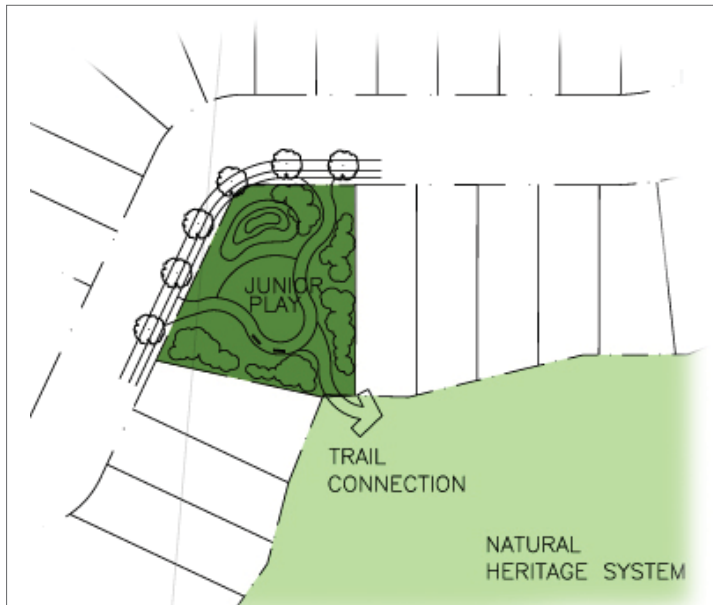 JUNIOR
PLAY
TRAIL
CONNECTION
NATURAL
HERITAGE SYSTEM